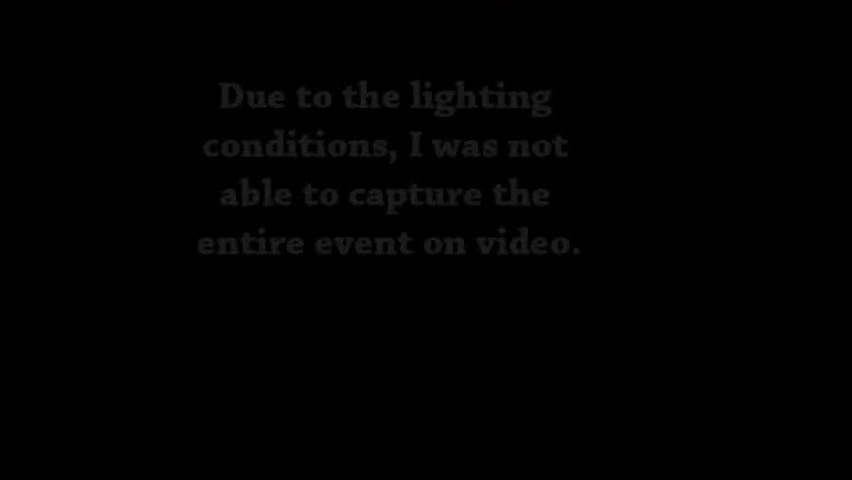 Due to the lighting
conditions, I was not
able to capture the
entire event on video.